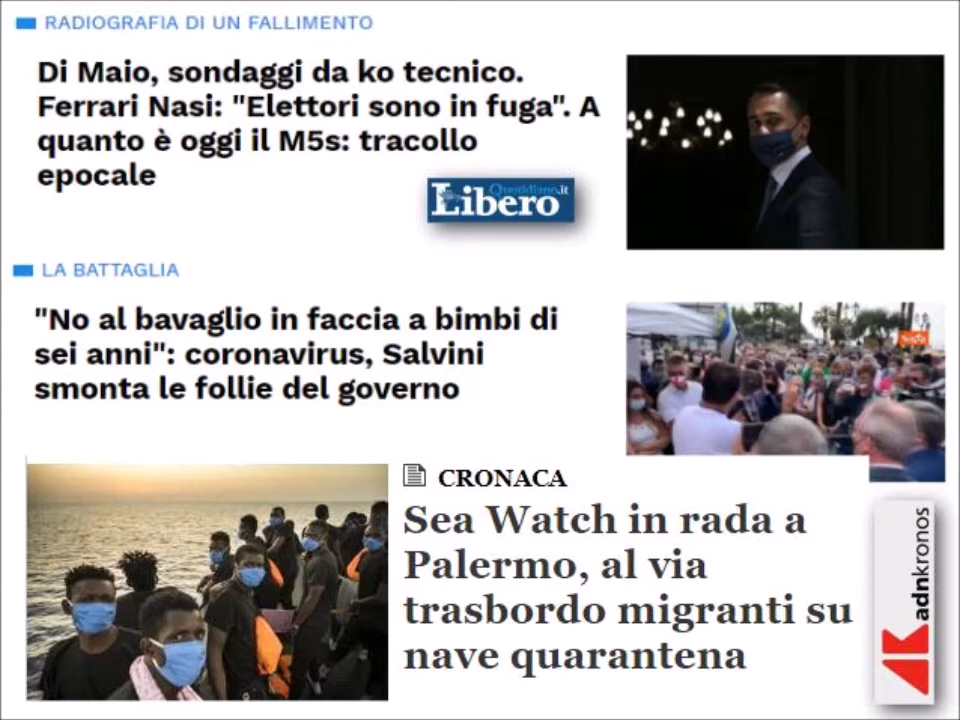 RADIOGRAFIA DI UN FALLIMENTO
Di Maio, sondaggi da ko tecnico.
Ferrari Nasi: "Elettori sono in fuga". A
quanto è oggi il M5s: tracollo
epocale
Quotidiano.it
Libero
LA BATTAGLIA
"No al bavaglio in faccia a bimbi di
sei anni": coronavirus, Salvini
smonta le follie del governo
CRONACA
Sea Watch in rada a
Palermo, al via
trasbordo migranti su
nave quarantena
adnkronos